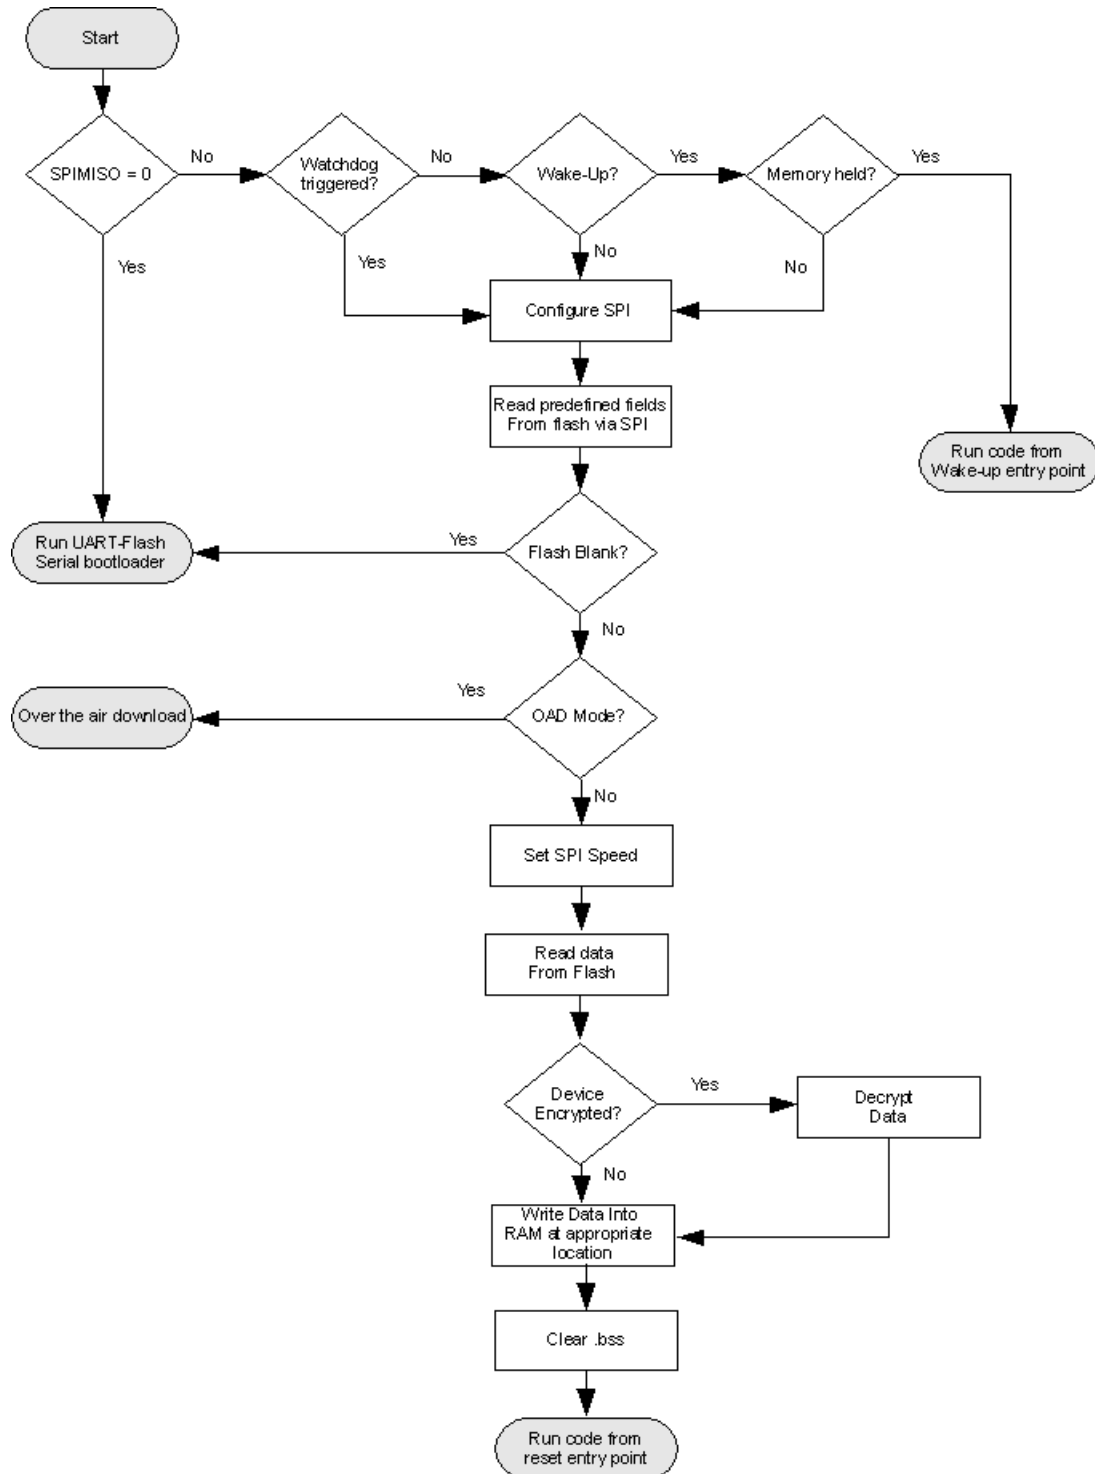 Start
SPIMISO = 0
No
Watchdog
triggered?
No
Wake-Up?
Yes
Memory held?
Yes
Yes
Yes
No
No
Configure SPI
Read predefined fields
From flash via SPI
Run code from
Wake-up entry point
Run UART-Flash
Serial bootloader
Yes
Flash Blank?
No
Over the air download
Yes
OAD Mode?
No
Set SPI Speed
Read data
From Flash
Device
Encrypted?
Yes
Decrypt
Data
No
Write Data Into
RAM at appropriate
location
Clear .bss
Run code from
reset entry point